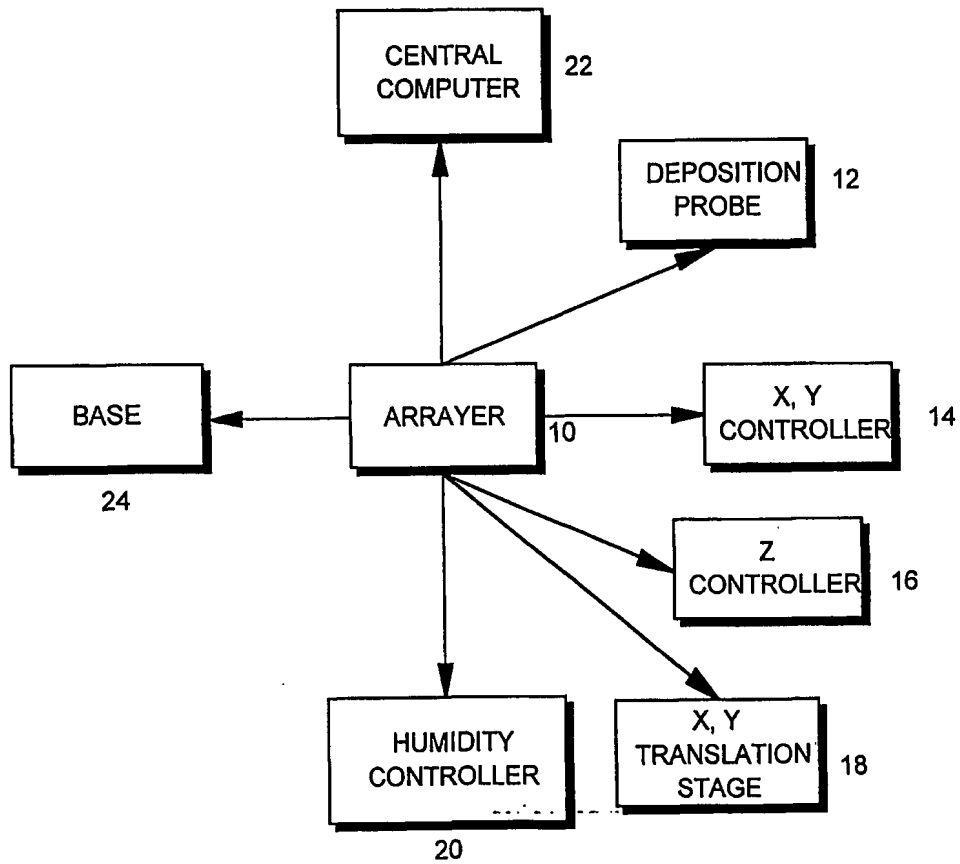 CENTRAL
COMPUTER
22
DEPOSITION
PROBE
12
BASE
24
ARRAYER
10
X, Y
CONTROLLER
14
Z
CONTROLLER
16
HUMIDITY
CONTROLLER
20
X, Y
TRANSLATION
STAGE
18